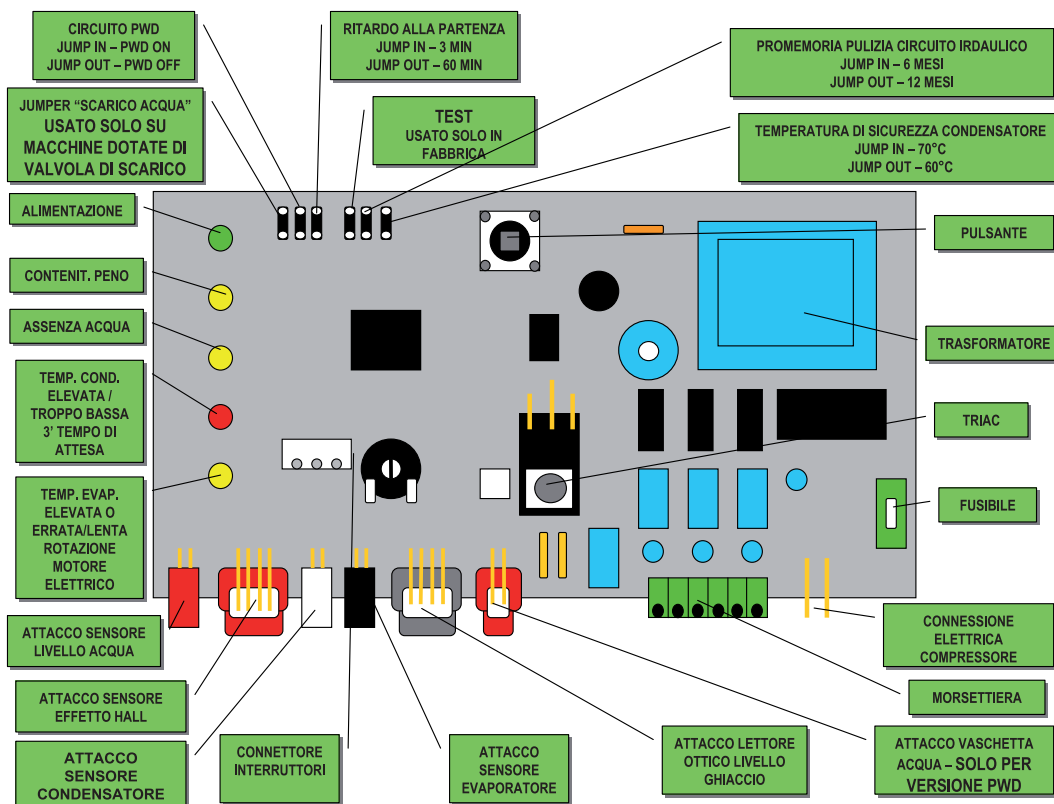 CIRCUITO PWD
JUMP IN – PWD ON
JUMP OUT – PWD OFF
RITARDO ALLA PARTENZA
JUMP IN – 3 MIN
JUMP OUT – 60 MIN
PROMEMORIA PULIZIA CIRCUITO IRDAULICO
JUMP IN – 6 MESI
JUMP OUT – 12 MESI
JUMPER “SCARICO ACQUA”
USATO SOLO SU
MACCHINE DOTATE DI
VALVOLA DI SCARICO
TEST
USATO SOLO IN
FABBRICA
TEMPERATURA DI SICUREZZA CONDENSATORE
JUMP IN – 70°C
JUMP OUT – 60°C
ALIMENTAZIONE
PULSANTE
CONTENIT. PENO
ASSENZA ACQUA
TRASFORMATORE
TEMP. COND.
ELEVATA /
TROPPO BASSA
3’ TEMPO DI
ATTESA
TRIAC
TEMP. EVAP.
ELEVATA O
ERRATA/LENTA
ROTAZIONE
MOTORE
ELETTRICO
FUSIBILE
ATTACCO SENSORE
LIVELLO ACQUA
CONNESSIONE
ELETTRICA
COMPRESSORE
ATTACCO SENSORE
EFFETTO HALL
MORSETTIERA
ATTACCO
SENSORE
CONDENSATORE
CONNETTORE
INTERRUTTORI
ATTACCO
SENSORE
EVAPORATORE
ATTACCO LETTORE
OTTICO LIVELLO
GHIACCIO
ATTACCO VASCHETTA
ACQUA – SOLO PER
VERSIONE PWD